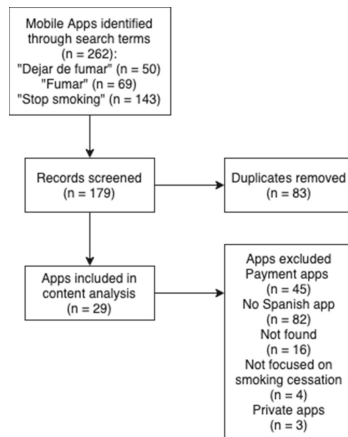 Mobile Apps identified
through search terms
(n = 262):
"Dejar de fumar" (n = 50)
"Fumar" (n = 69)
"Stop smoking" (n = 143)
Records screened
(n = 179)
Duplicates removed
(n = 83)
Apps included in
content analysis
(n = 29)
Apps excluded
Payment apps
(n = 45)
No Spanish app
(n = 82)
Not found
(n = 16)
Not focused on
smoking cessation
(n = 4)
Private apps
(n = 3)